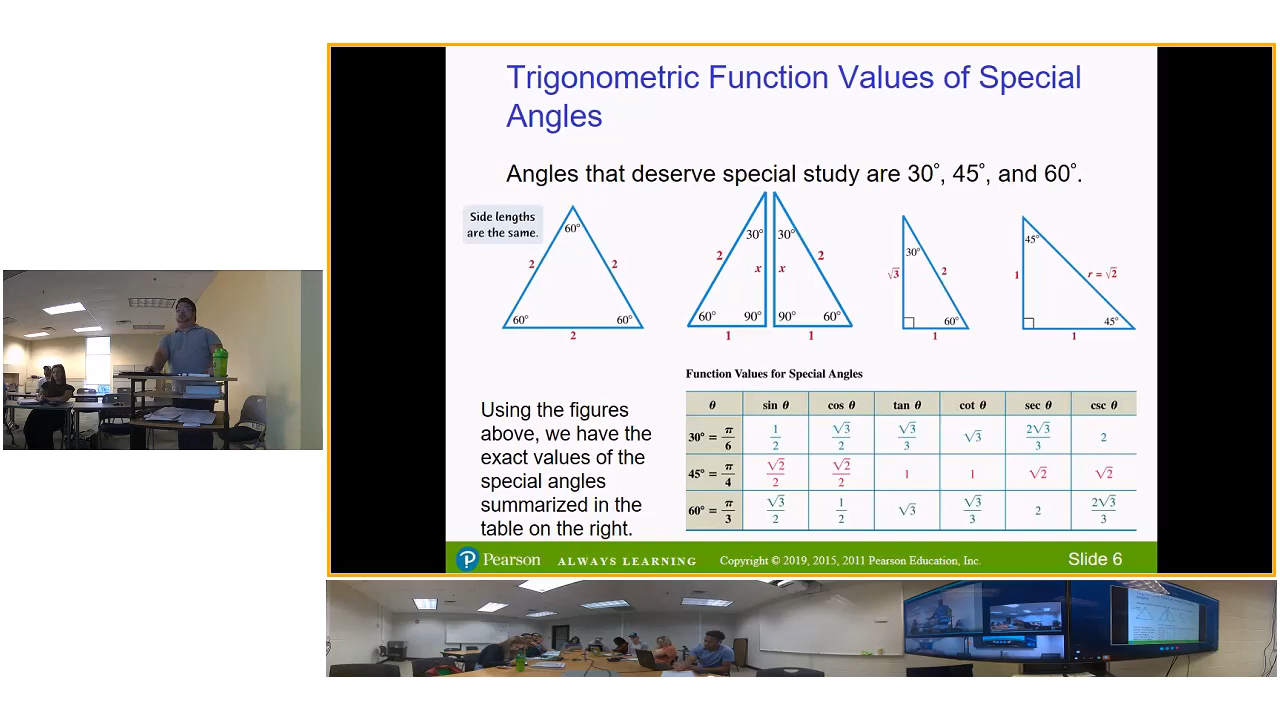 Trigonometric Function Values of Special
Angles
Angles that deserve special study are 30°, 45°, and 60°.
Side lengths
are the same.
60°
2 2
60° 60°
2
30° 30°
2 x x 2
60° 90° 90° 60°
1 1
30°
√3 2
60°
1
45°
1 r = √2
45°
1
Function Values for Special Angles
θ sin θ cos θ tan θ cot θ sec θ csc θ
30° = π/6 1/2 √3/2 √3/3 √3 2√3/3 2
45° = π/4 √2/2 √2/2 1 1 √2 √2
60° = π/3 √3/2 1/2 √3 √3/3 2 2√3/3
Using the figures
above, we have the
exact values of the
special angles
summarized in the
table on the right.
P Pearson ALWAYS LEARNING Copyright © 2019, 2015, 2011 Pearson Education, Inc. Slide 6